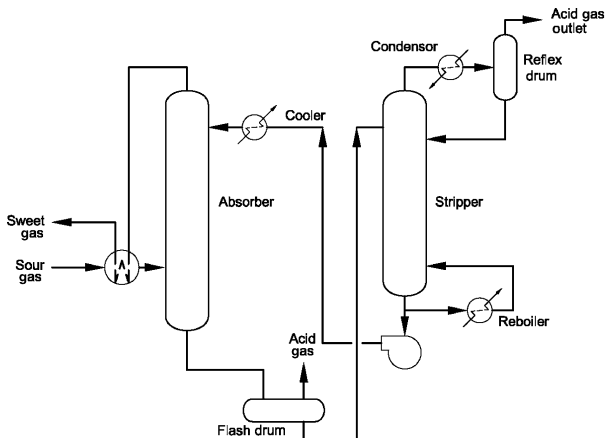 Acid gas
outlet
Condensor
Reflex
drum
Cooler
Absorber
Stripper
Sweet
gas
Sour
gas
Reboiler
Acid
gas
Flash drum